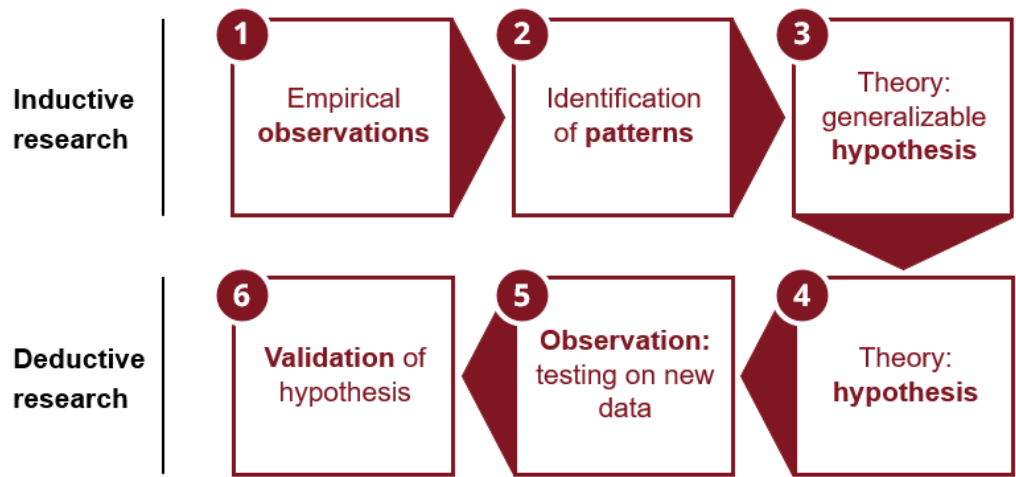 Inductive
research
1
Empirical
observations
2
Identification
of patterns
3
Theory:
generalizable
hypothesis
Deductive
research
6
Validation of
hypothesis
5
Observation:
testing on new
data
4
Theory:
hypothesis